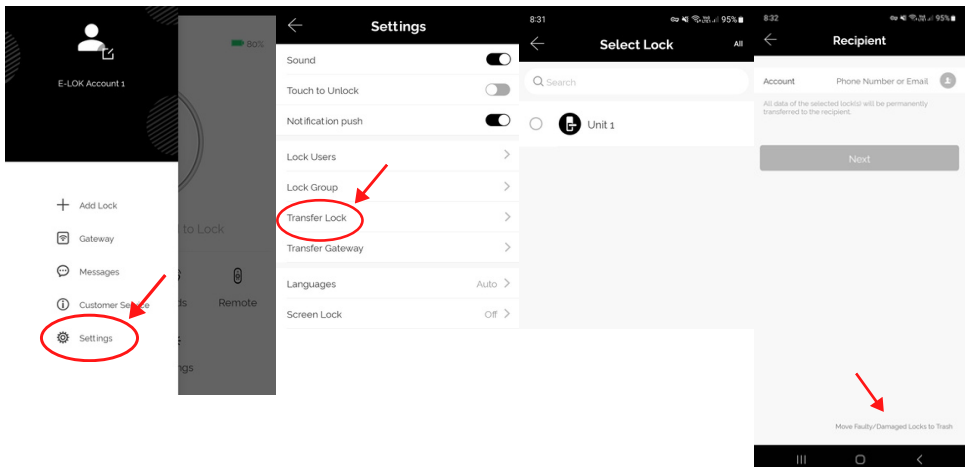 E-LOK Account 1
Add Lock
Gateway
Messages
Customer Service
Settings
80%
to Lock
ds
Remote
ngs
Settings
Sound
Touch to Unlock
Notification push
Lock Users
Lock Group
Transfer Lock
Transfer Gateway
Languages
Auto
Screen Lock
Off
8:31
95%
Select Lock
All
Search
Unit 1
8:32
95%
Recipient
Account
Phone Number or Email
All data of the selected lock(s) will be permanently
transferred to the recipient.
Next
Move Faulty/Damaged Locks to Trash